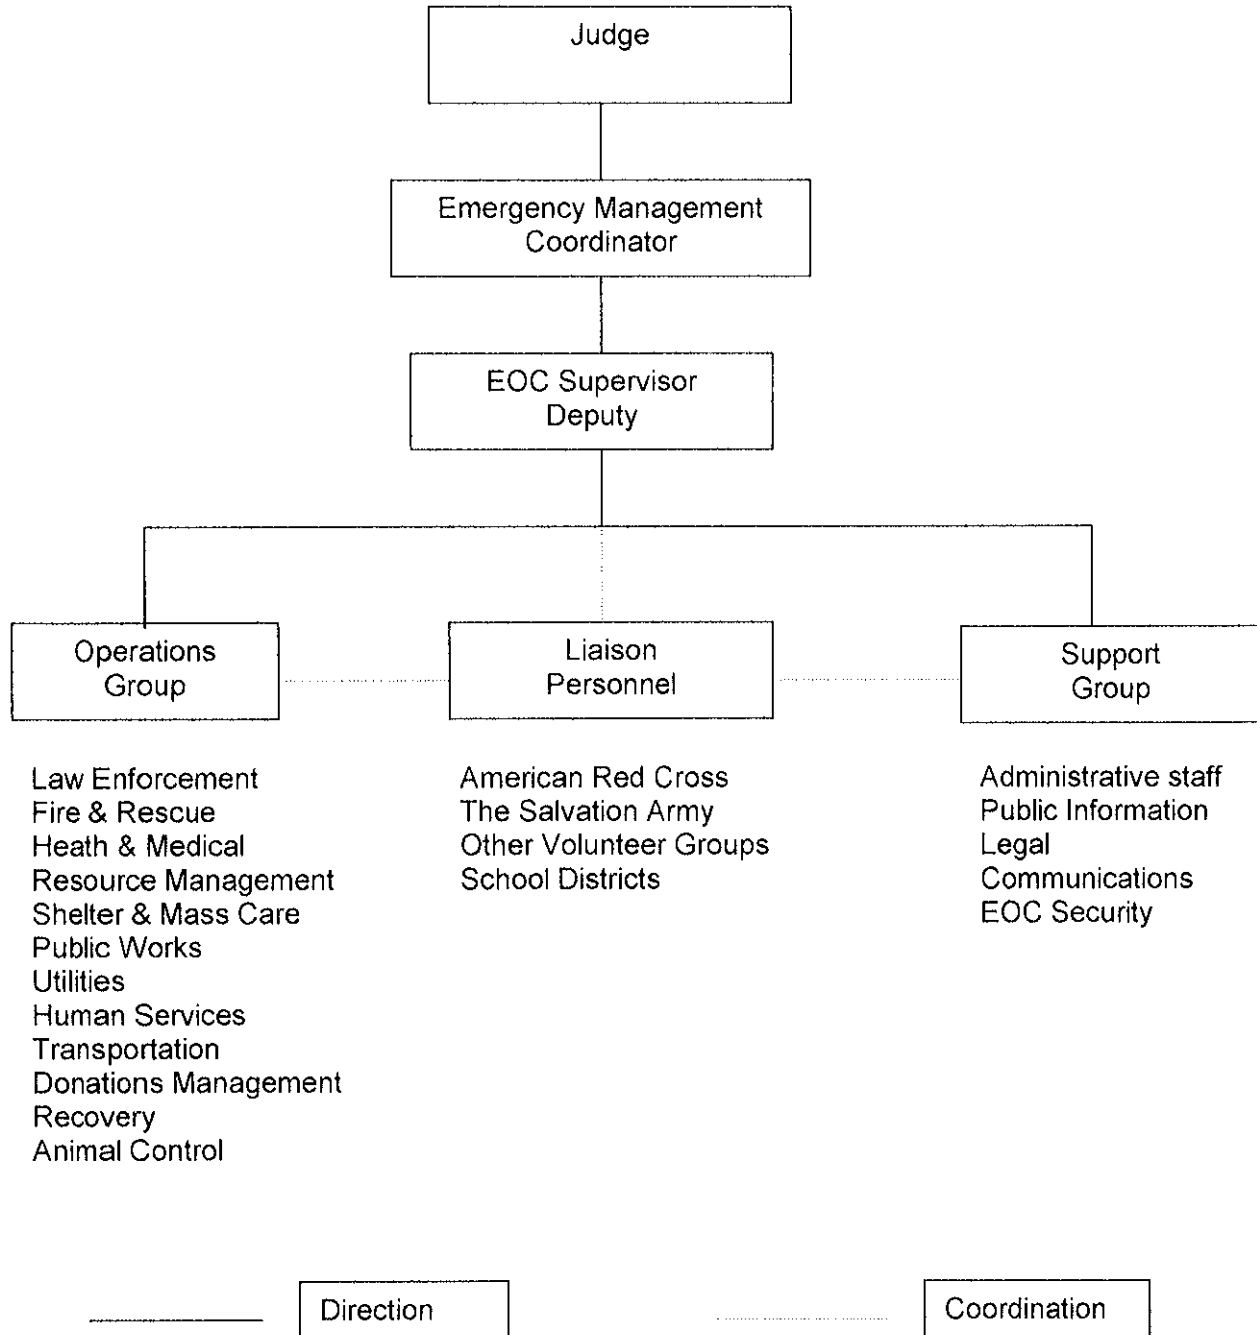 Judge
Emergency Management
Coordinator
EOC Supervisor
Deputy
Operations
Group
Liaison
Personnel
Support
Group
Law Enforcement
Fire & Rescue
Heath & Medical
Resource Management
Shelter & Mass Care
Public Works
Utilities
Human Services
Transportation
Donations Management
Recovery
Animal Control
American Red Cross
The Salvation Army
Other Volunteer Groups
School Districts
Administrative staff
Public Information
Legal
Communications
EOC Security
Direction
Coordination